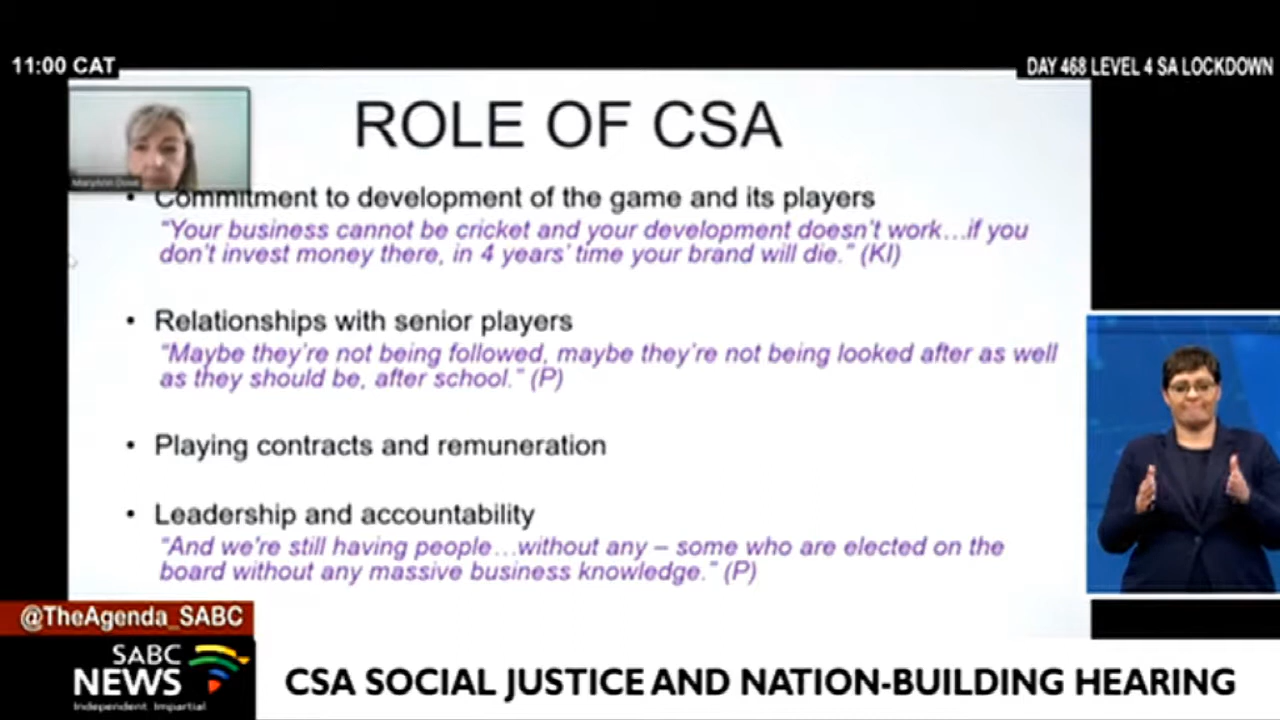 11:00 CAT
DAY 468 LEVEL 4 SA LOCKDOWN
ROLE OF CSA
MaryAnn Dove
• Commitment to development of the game and its players
“Your business cannot be cricket and your development doesn’t work…if you
don’t invest money there, in 4 years’ time your brand will die.” (KI)
• Relationships with senior players
“Maybe they’re not being followed, maybe they’re not being looked after as well
as they should be, after school.” (P)
• Playing contracts and remuneration
• Leadership and accountability
“And we’re still having people…without any – some who are elected on the
board without any massive business knowledge.” (P)
@TheAgenda_SABC
SABC
NEWS
Independent Impartial
CSA SOCIAL JUSTICE AND NATION-BUILDING HEARING